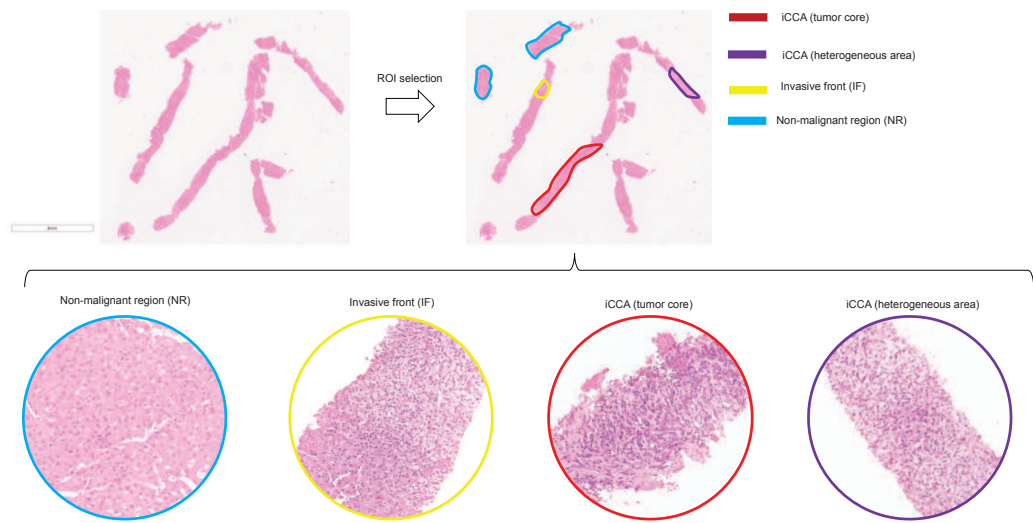 ROI selection
iCCA (tumor core)
iCCA (heterogeneous area)
Invasive front (IF)
Non-malignant region (NR)
Non-malignant region (NR)
Invasive front (IF)
iCCA (tumor core)
iCCA (heterogeneous area)